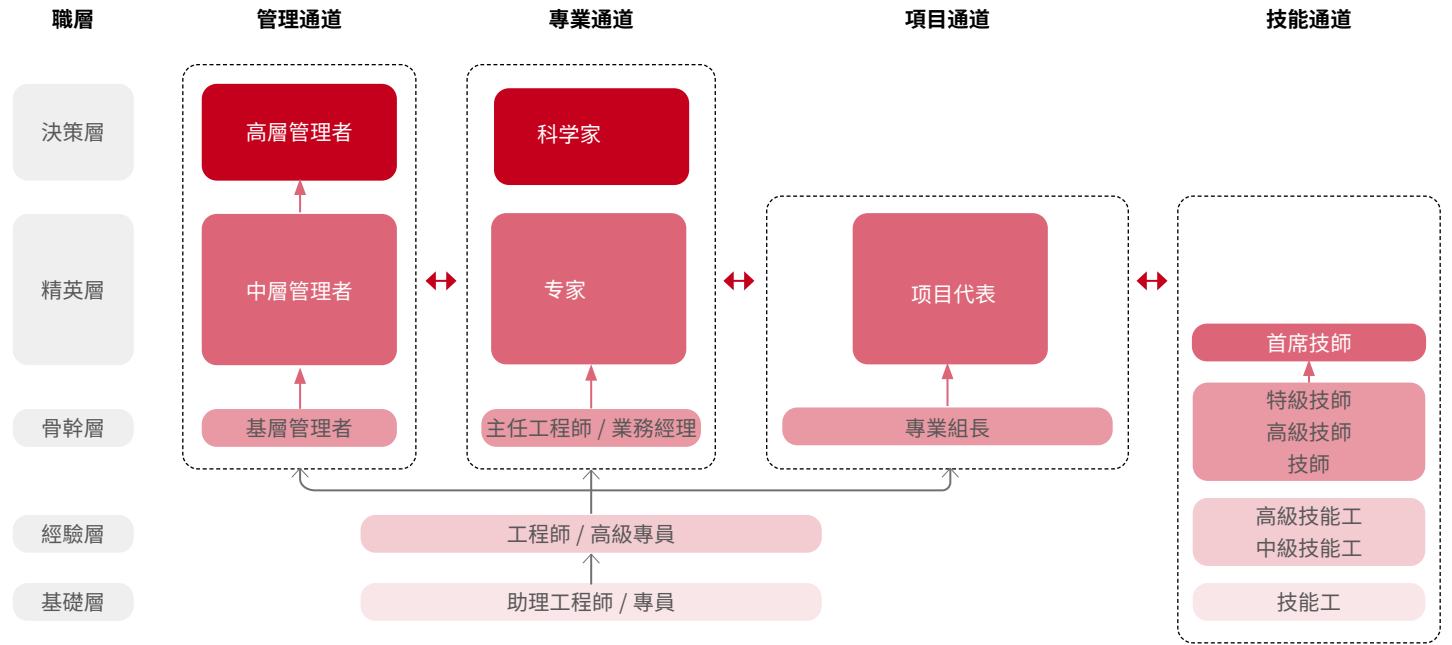 職層
管理通道
專業通道
項目通道
技能通道
決策層
高層管理者
科学家
精英層
中層管理者
专家
项目代表
首席技師
骨幹層
基層管理者
主任工程師 / 業務經理
專業組長
特級技師
高級技師
技師
經驗層
工程師 / 高級專員
高級技能工
中級技能工
基礎層
助理工程師 / 專員
技能工